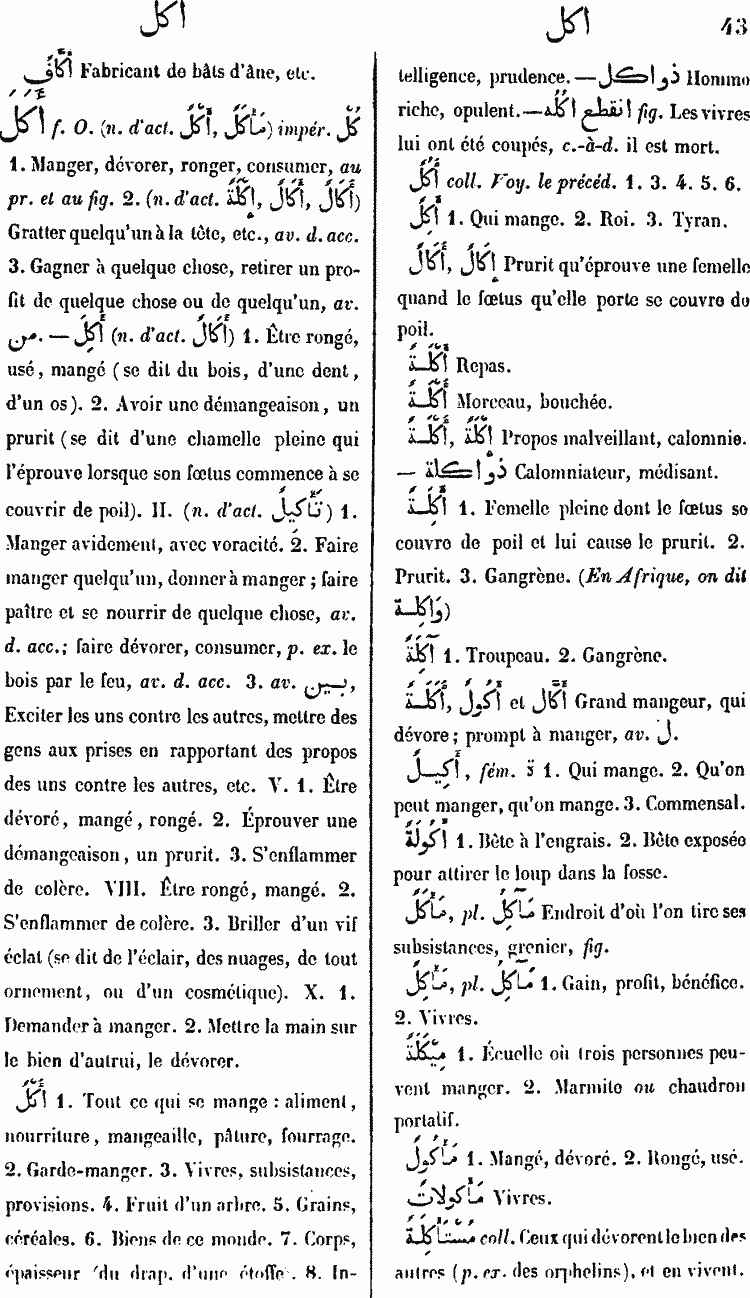 اكل
أَكَّافٌ Fabricant de bâts d'âne, etc.
أَكَلَ f. O. (n. d'act. أَكْلٌ, مَأْكَلٌ) impér. كُلْ
1. Manger, dévorer, ronger, consumer, au
pr. et au fig. 2. (n. d'act. إِكْلَةٌ, أُكَالٌ, أَكَالٌ)
Gratter quelqu'un à la tête, etc., av. d. acc.
3. Gagner à quelque chose, retirer un pro-
fit de quelque chose ou de quelqu'un, av.
من. — أَكِلَ (n. d'act. أَكَالٌ) 1. Être rongé,
usé, mangé (se dit du bois, d'une dent,
d'un os). 2. Avoir une démangeaison, un
prurit (se dit d'une chamelle pleine qui
l'éprouve lorsque son fœtus commence à se
couvrir de poil). II. (n. d'act. تَأْكِيلٌ) 1.
Manger avidement, avec voracité. 2. Faire
manger quelqu'un, donner à manger; faire
paître et se nourrir de quelque chose, av.
d. acc.; faire dévorer, consumer, p. ex. le
bois par le feu, av. d. acc. 3. av. بـيـن,
Exciter les uns contre les autres, mettre des
gens aux prises en rapportant des propos
des uns contre les autres, etc. V. 1. Être
dévoré, mangé, rongé. 2. Éprouver une
démangeaison, un prurit. 3. S'enflammer
de colère. VIII. Être rongé, mangé. 2.
S'enflammer de colère. 3. Briller d'un vif
éclat (se dit de l'éclair, des nuages, de tout
ornement, ou d'un cosmétique). X. 1.
Demander à manger. 2. Mettre la main sur
le bien d'autrui, le dévorer.
أُكْلٌ 1. Tout ce qui se mange : aliment,
nourriture, mangeaille, pâture, fourrage.
2. Garde-manger. 3. Vivres, subsistances,
provisions. 4. Fruit d'un arbre. 5. Grains,
céréales. 6. Biens de ce monde. 7. Corps,
épaisseur du drap, d'une étoffe. 8. In-
اكل 43
telligence, prudence. — ذو اكل Homme
riche, opulent. — انقطع اُكُلُه fig. Les vivres
lui ont été coupés, c.-à-d. il est mort.
أُكُلٌ coll. Voy. le précéd. 1. 3. 4. 5. 6.
آكِلٌ 1. Qui mange. 2. Roi. 3. Tyran.
أُكَالٌ, إِكَالٌ Prurit qu'éprouve une femelle
quand le fœtus qu'elle porte se couvre de
poil.
أَكْلَةٌ Repas.
أُكْلَةٌ Morceau, bouchée.
أُكْلَةٌ, إِكْلَةٌ Propos malveillant, calomnie.
— ذو اكلة Calomniateur, médisant.
أَكِلَةٌ 1. Femelle pleine dont le fœtus se
couvre de poil et lui cause le prurit. 2.
Prurit. 3. Gangrène. (En Afrique, on dit
وَاكِلـة)
آكِلَةٌ 1. Troupeau. 2. Gangrène.
أُكَلَةٌ, أَكُولٌ et أَكَّال Grand mangeur, qui
dévore; prompt à manger, av. ل.
أَكِيلٌ, fém. ةٌ 1. Qui mange. 2. Qu'on
peut manger, qu'on mange. 3. Commensal.
أَكُولَةٌ 1. Bête à l'engrais. 2. Bête exposée
pour attirer le loup dans la fosse.
مَأْكَلٌ, pl. مَآكِلُ Endroit d'où l'on tire ses
subsistances, grenier, fig.
مَأْكَلٌ, pl. مَآكِلُ 1. Gain, profit, bénéfice.
2. Vivres.
مِيكَلَةٌ 1. Écuelle où trois personnes peu-
vent manger. 2. Marmite ou chaudron
portatif.
مَأْكُولٌ 1. Mangé, dévoré. 2. Rongé, usé.
مَأْكُولَاتٌ Vivres.
مُسْتَأْكِلَةٌ coll. Ceux qui dévorent le bien des
autres (p. ex. des orphelins), et en vivent.